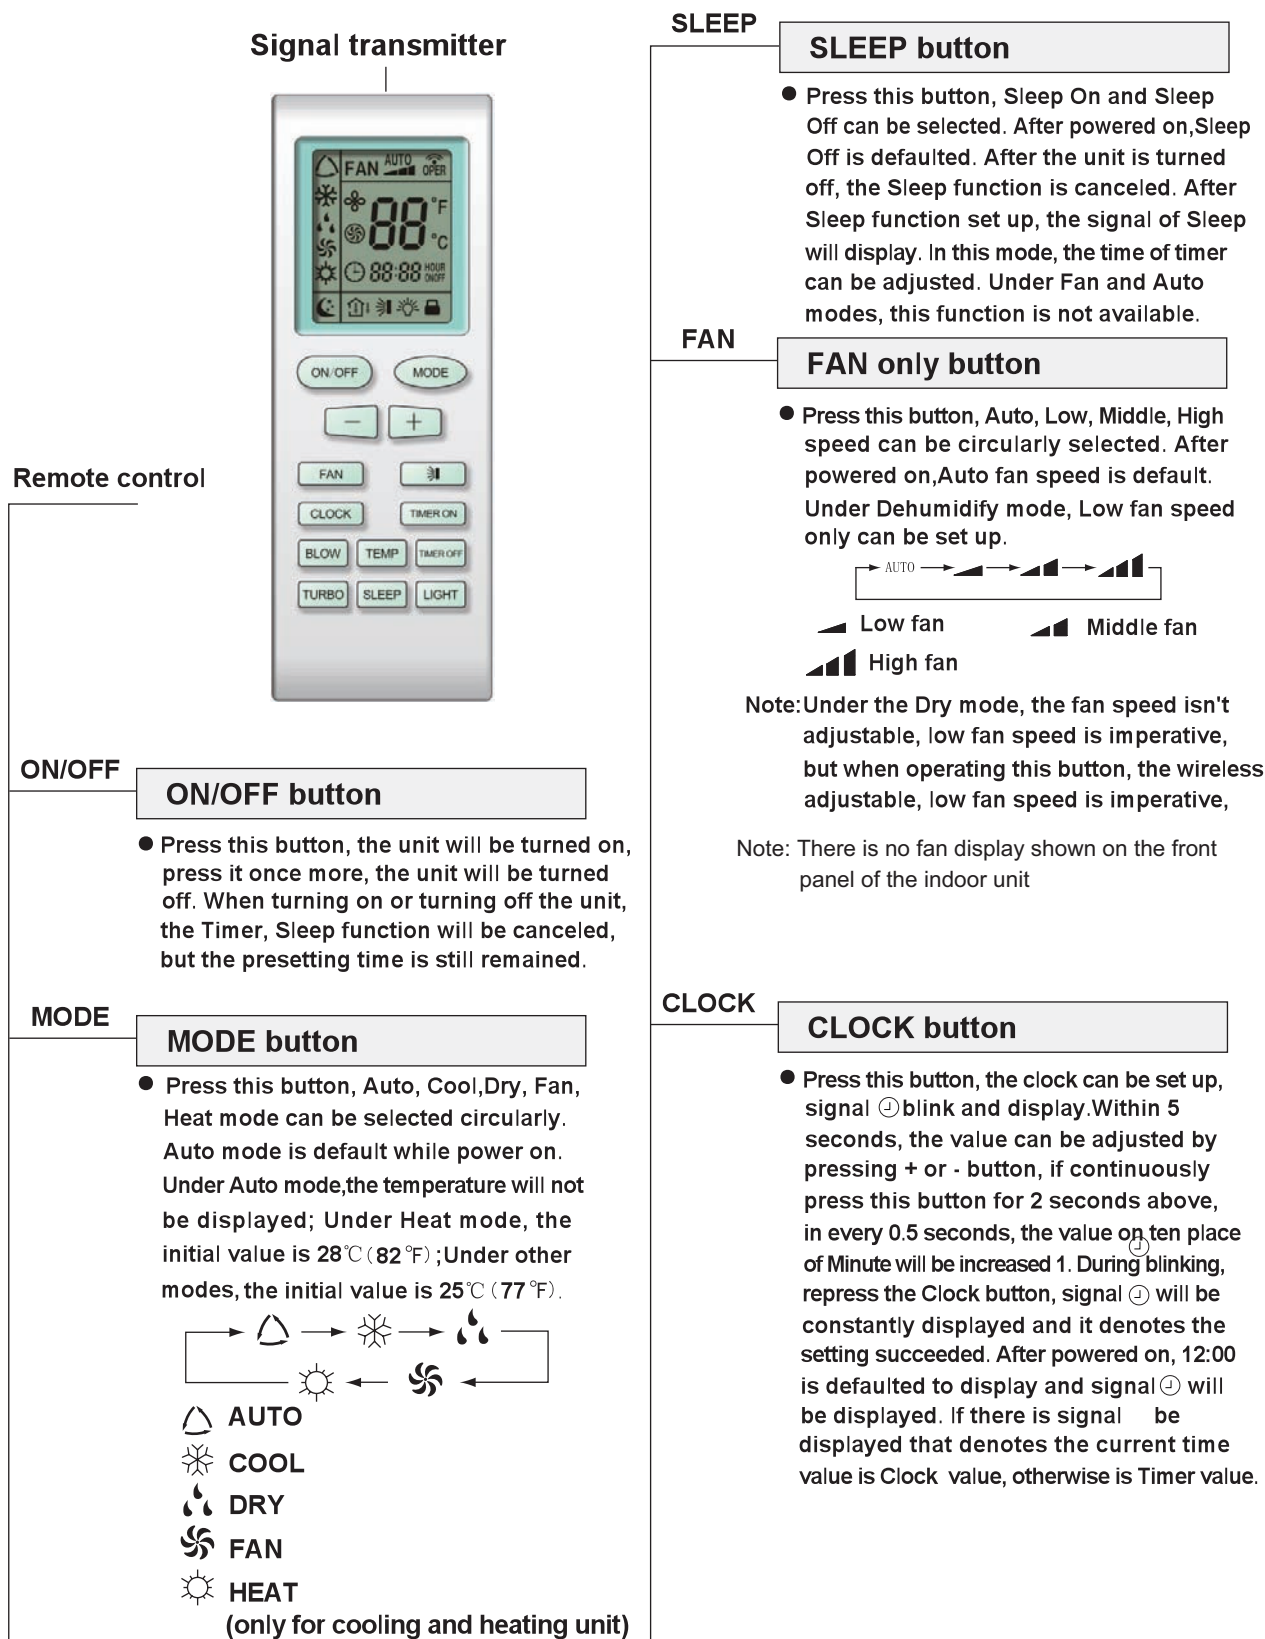 Signal transmitter
FAN AUTO OPER
88 °F
°C
88:88 HOUR
ON/OFF
ON/OFF MODE
− +
FAN
CLOCK TIMER ON
BLOW TEMP TIMER OFF
TURBO SLEEP LIGHT
Remote control
ON/OFF
ON/OFF button
● Press this button, the unit will be turned on,
press it once more, the unit will be turned
off. When turning on or turning off the unit,
the Timer, Sleep function will be canceled,
but the presetting time is still remained.
MODE
MODE button
● Press this button, Auto, Cool,Dry, Fan,
Heat mode can be selected circularly.
Auto mode is default while power on.
Under Auto mode,the temperature will not
be displayed; Under Heat mode, the
initial value is 28℃(82℉);Under other
modes, the initial value is 25℃(77℉).
AUTO
COOL
DRY
FAN
HEAT
(only for cooling and heating unit)
SLEEP
SLEEP button
● Press this button, Sleep On and Sleep
Off can be selected. After powered on,Sleep
Off is defaulted. After the unit is turned
off, the Sleep function is canceled. After
Sleep function set up, the signal of Sleep
will display. In this mode, the time of timer
can be adjusted. Under Fan and Auto
modes, this function is not available.
FAN
FAN only button
● Press this button, Auto, Low, Middle, High
speed can be circularly selected. After
powered on,Auto fan speed is default.
Under Dehumidify mode, Low fan speed
only can be set up.
AUTO
Low fan Middle fan
High fan
Note:Under the Dry mode, the fan speed isn't
adjustable, low fan speed is imperative,
but when operating this button, the wireless
adjustable, low fan speed is imperative,
Note: There is no fan display shown on the front
panel of the indoor unit
CLOCK
CLOCK button
● Press this button, the clock can be set up,
signal blink and display.Within 5
seconds, the value can be adjusted by
pressing + or - button, if continuously
press this button for 2 seconds above,
in every 0.5 seconds, the value on ten place
of Minute will be increased 1. During blinking,
repress the Clock button, signal will be
constantly displayed and it denotes the
setting succeeded. After powered on, 12:00
is defaulted to display and signal will
be displayed. If there is signal be
displayed that denotes the current time
value is Clock value, otherwise is Timer value.